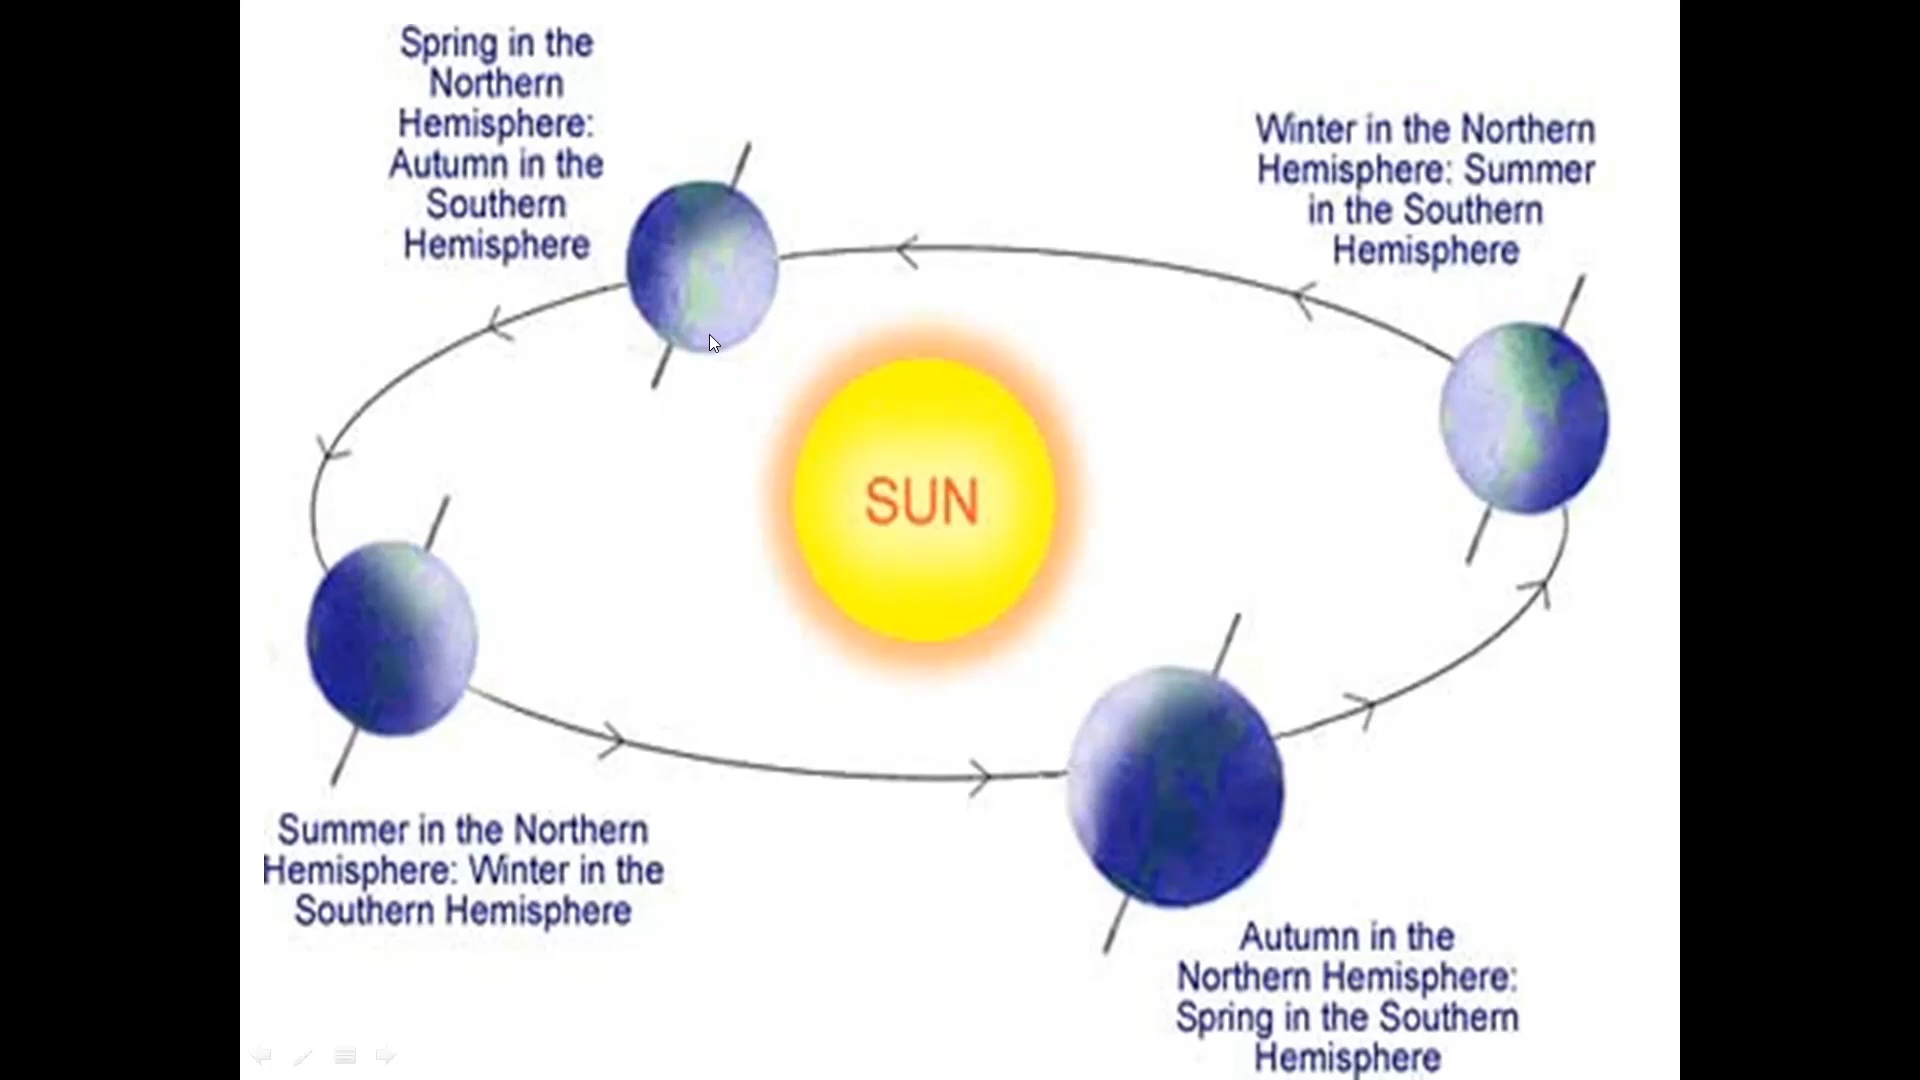 Spring in the
Northern
Hemisphere:
Autumn in the
Southern
Hemisphere
Winter in the Northern
Hemisphere: Summer
in the Southern
Hemisphere
SUN
Summer in the Northern
Hemisphere: Winter in the
Southern Hemisphere
Autumn in the
Northern Hemisphere:
Spring in the Southern
Hemisphere